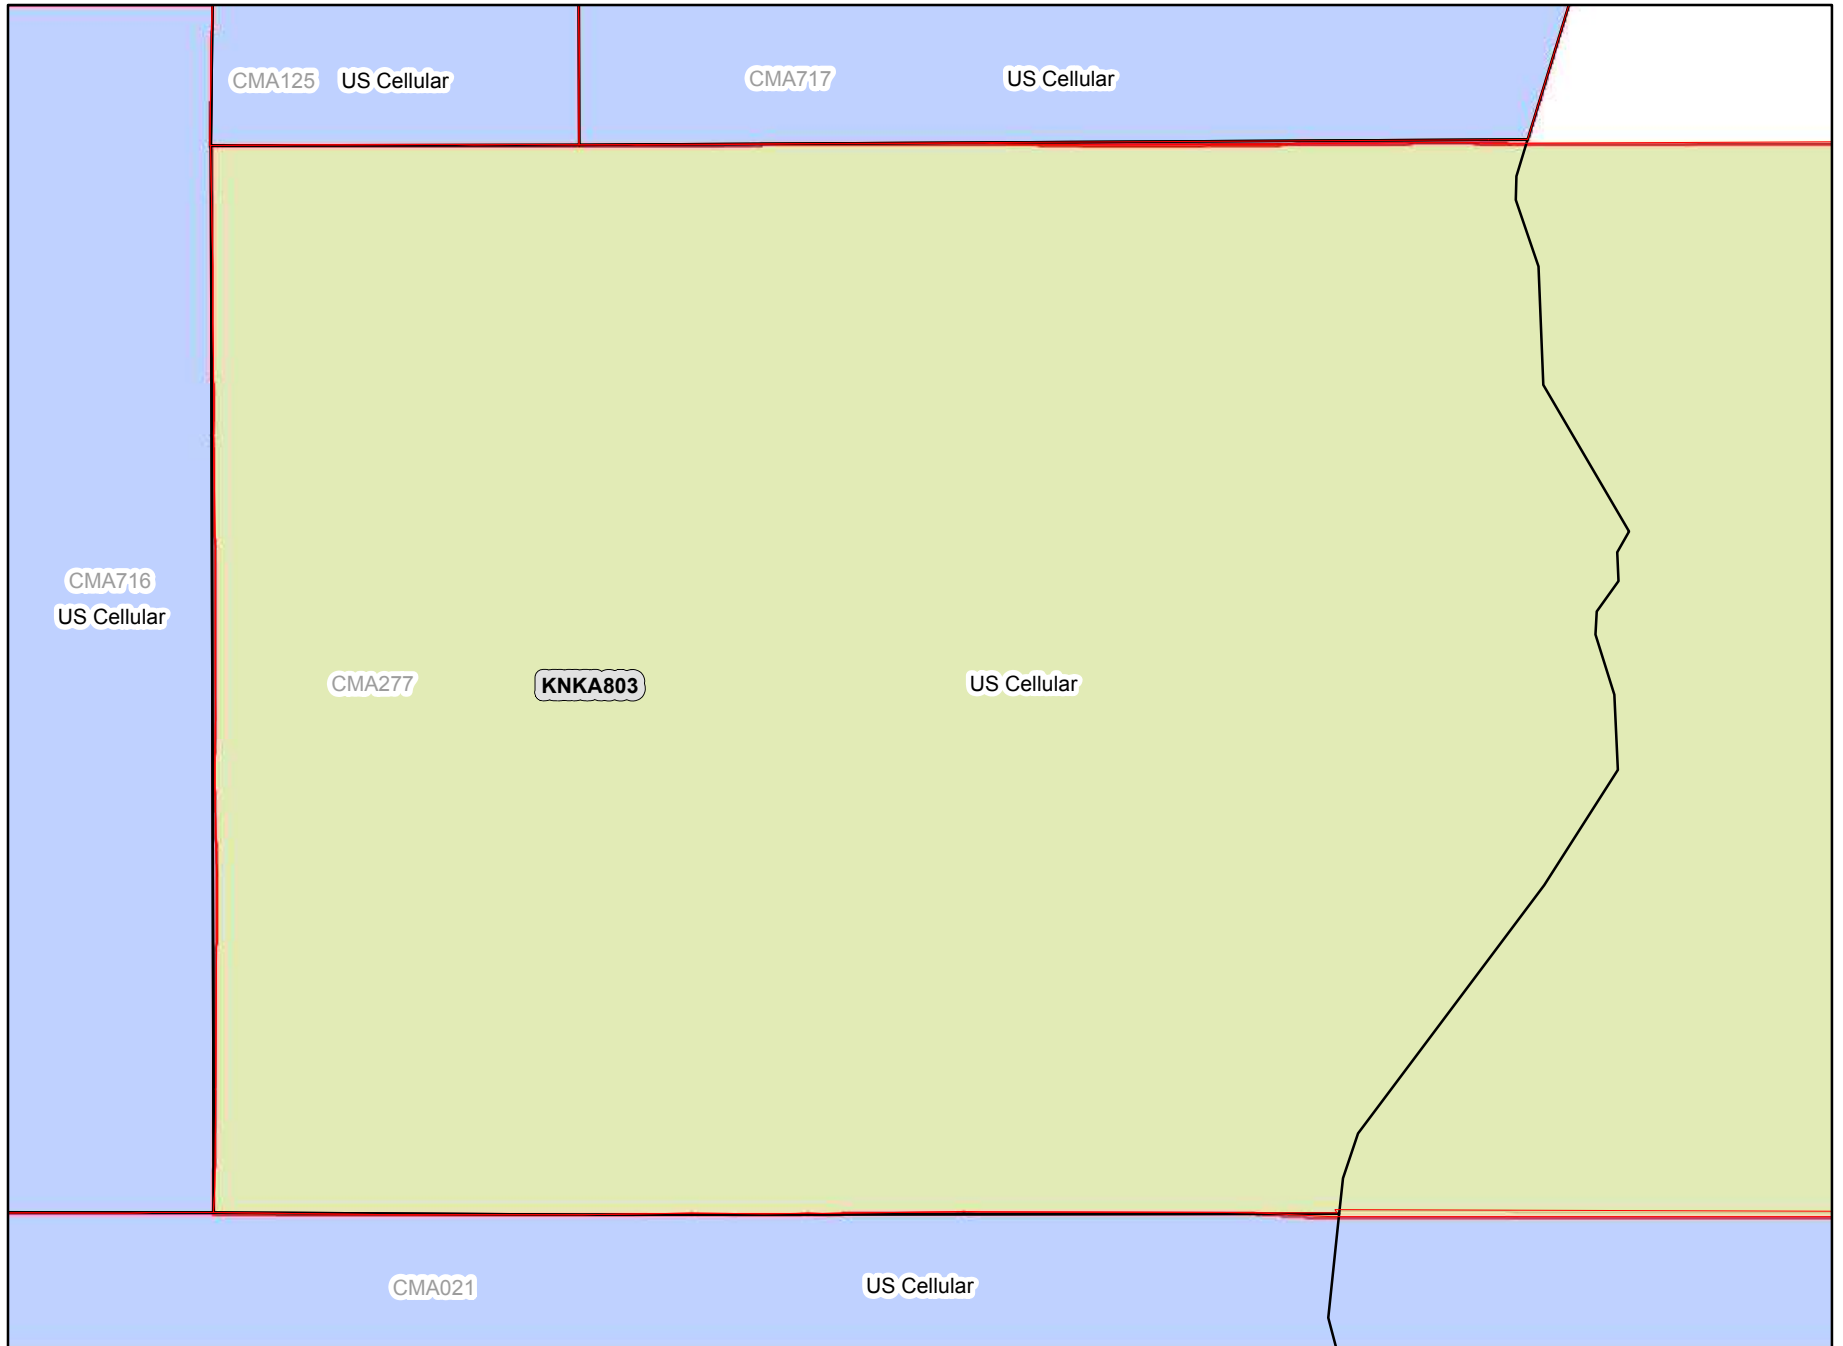 CMA125 US Cellular
CMA717 US Cellular
CMA716
US Cellular
CMA277 KNKA803 US Cellular
CMA021 US Cellular